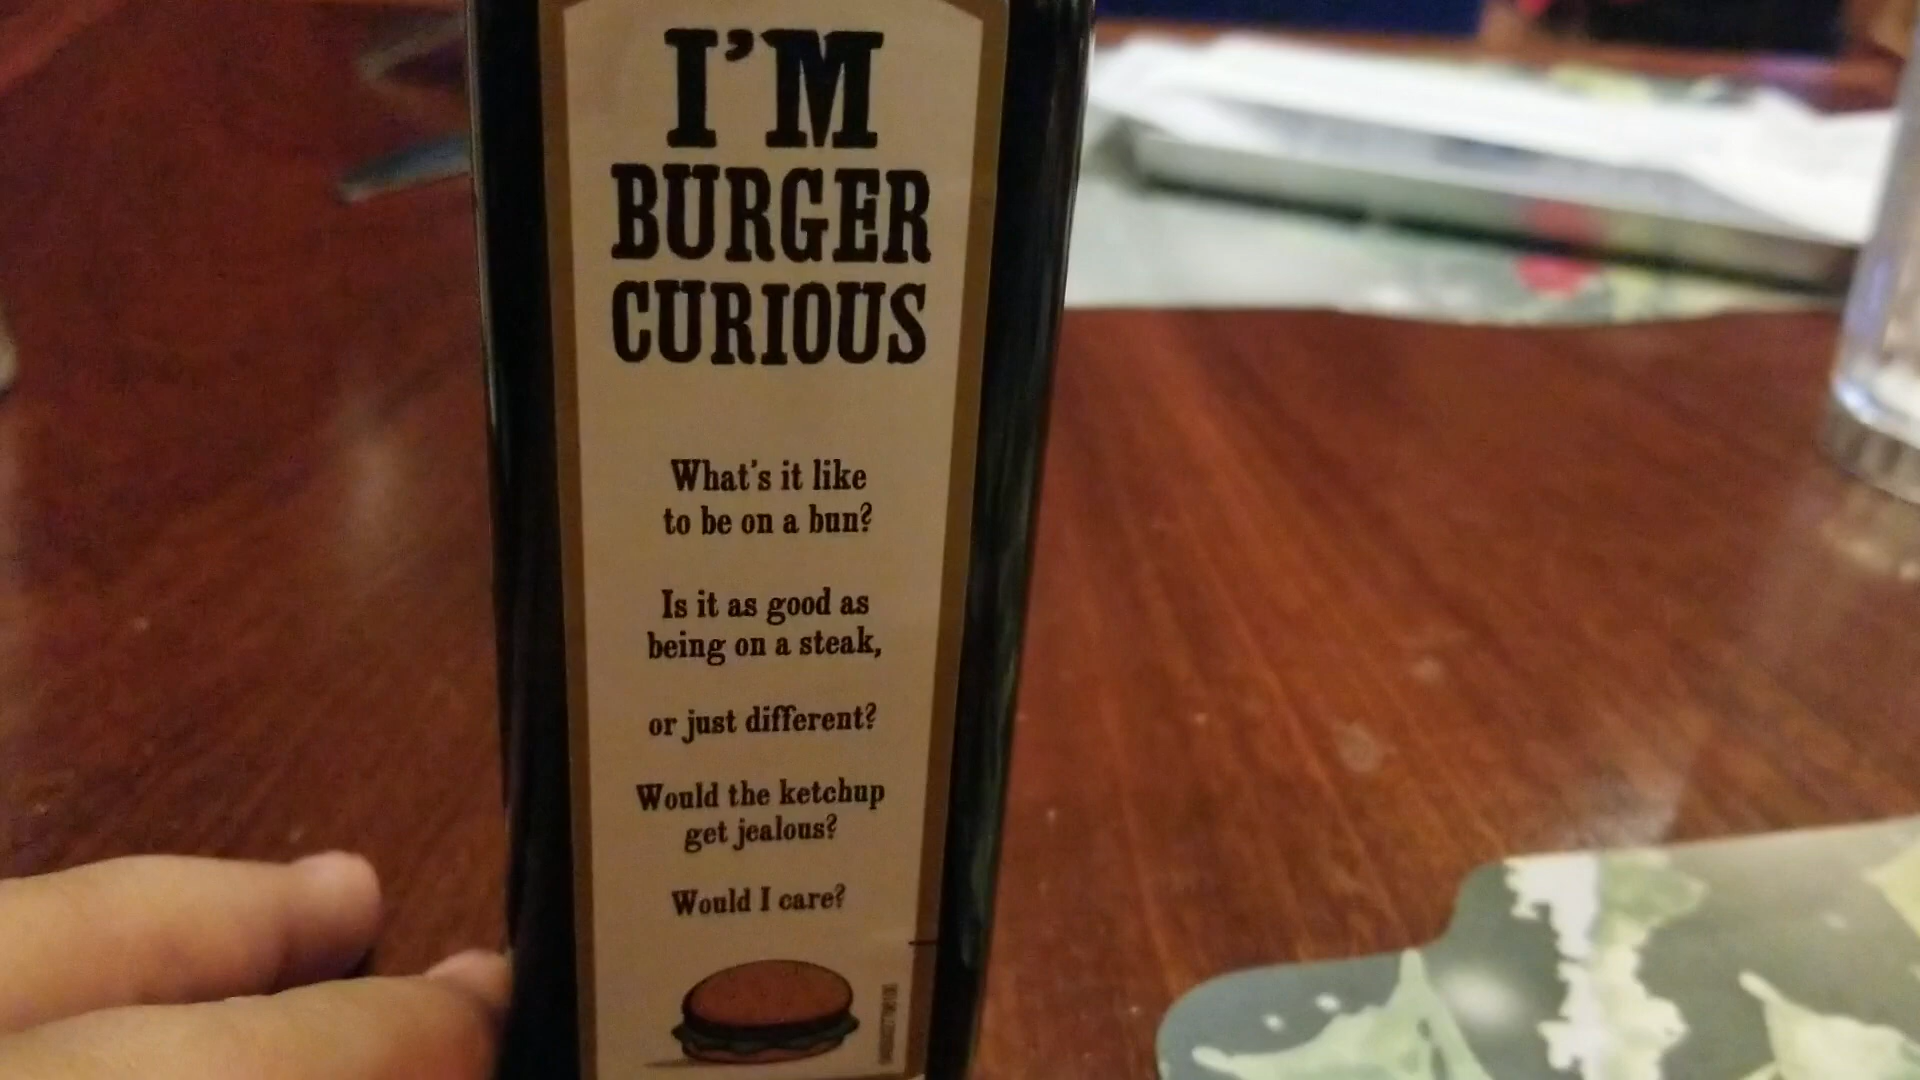 I'M
BURGER
CURIOUS
What's it like
to be on a bun?
Is it as good as
being on a steak,
or just different?
Would the ketchup
get jealous?
Would I care?